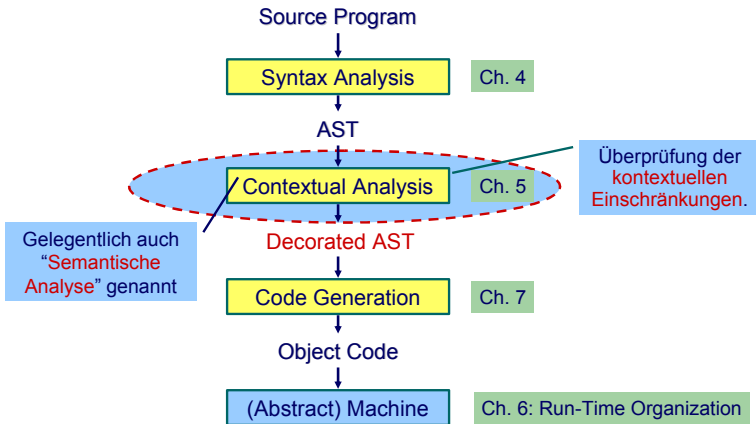 Source Program
Syntax Analysis
Ch. 4
AST
Contextual Analysis
Ch. 5
Überprüfung der
kontextuellen
Einschränkungen.
Gelegentlich auch
“Semantische
Analyse” genannt
Decorated AST
Code Generation
Ch. 7
Object Code
(Abstract) Machine
Ch. 6: Run-Time Organization